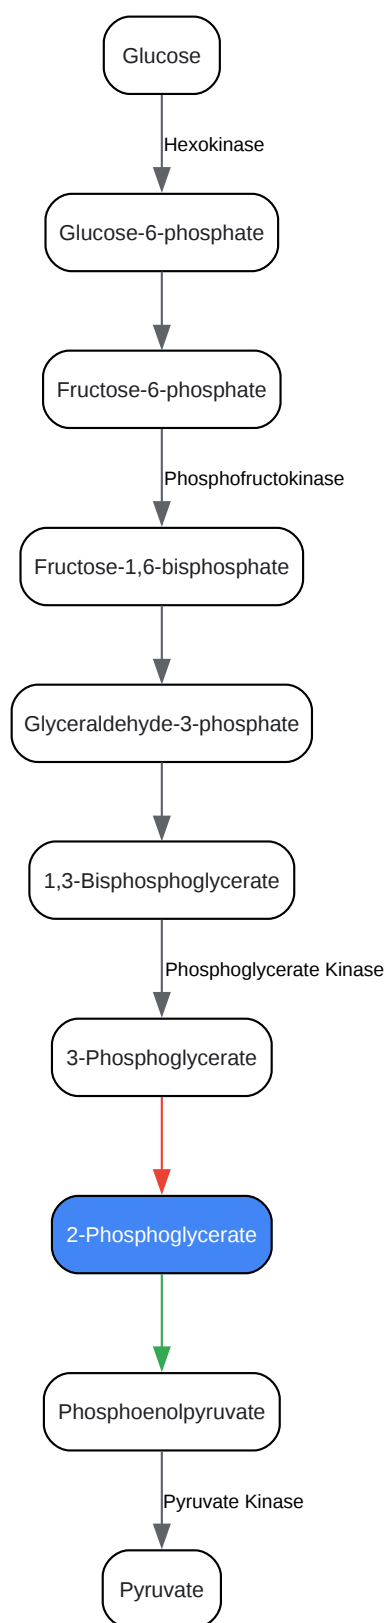 Glucose
Hexokinase
Glucose-6-phosphate
Fructose-6-phosphate
Phosphofructokinase
Fructose-1,6-bisphosphate
Glyceraldehyde-3-phosphate
1,3-Bisphosphoglycerate
Phosphoglycerate Kinase
3-Phosphoglycerate
2-Phosphoglycerate
Phosphoenolpyruvate
Pyruvate Kinase
Pyruvate